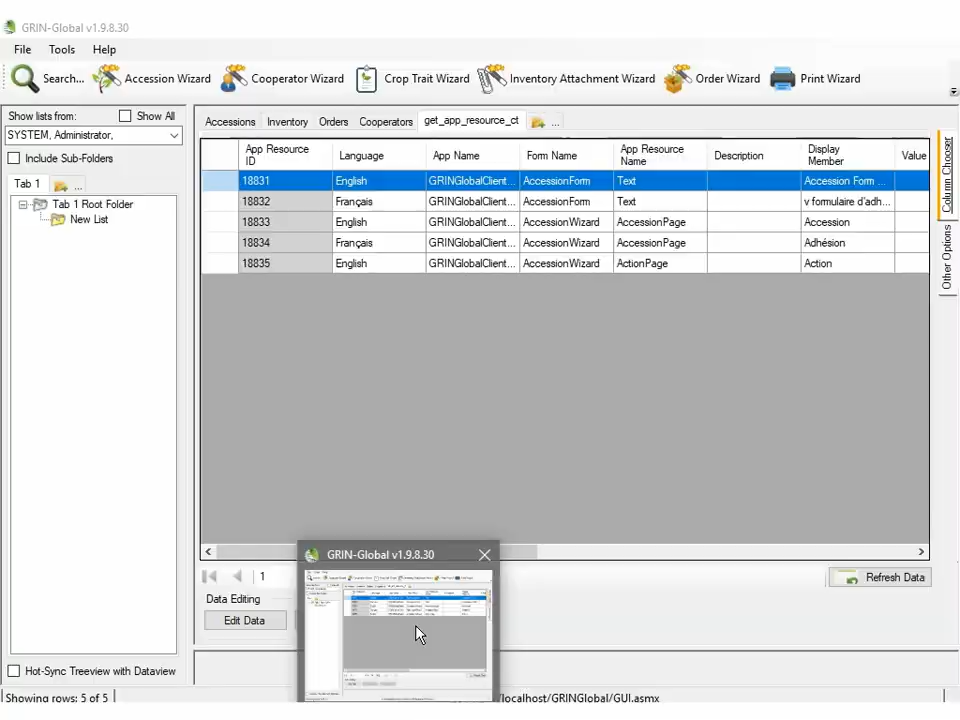 GRIN-Global v1.9.8.30
File Tools Help
Search... Accession Wizard Cooperator Wizard Crop Trait Wizard Inventory Attachment Wizard Order Wizard Print Wizard
Show lists from: Show All
SYSTEM, Administrator,
Include Sub-Folders
Tab 1 ...
Tab 1 Root Folder
New List
Hot-Sync Treeview with Dataview
Accessions Inventory Orders Cooperators get_app_resource_ct ...
App Resource ID Language App Name Form Name App Resource Name Description Display Member Value
18831 English GRINGlobalClient... AccessionForm Text Accession Form ...
18832 Français GRINGlobalClient... AccessionForm Text v formulaire d'adh...
18833 English GRINGlobalClient... AccessionWizard AccessionPage Accession
18834 Français GRINGlobalClient... AccessionWizard AccessionPage Adhésion
18835 English GRINGlobalClient... AccessionWizard ActionPage Action
Column Chooser
Other Options
1
Refresh Data
Data Editing
Edit Data
GRIN-Global v1.9.8.30
Showing rows: 5 of 5
/localhost/GRINGlobal/GUI.asmx